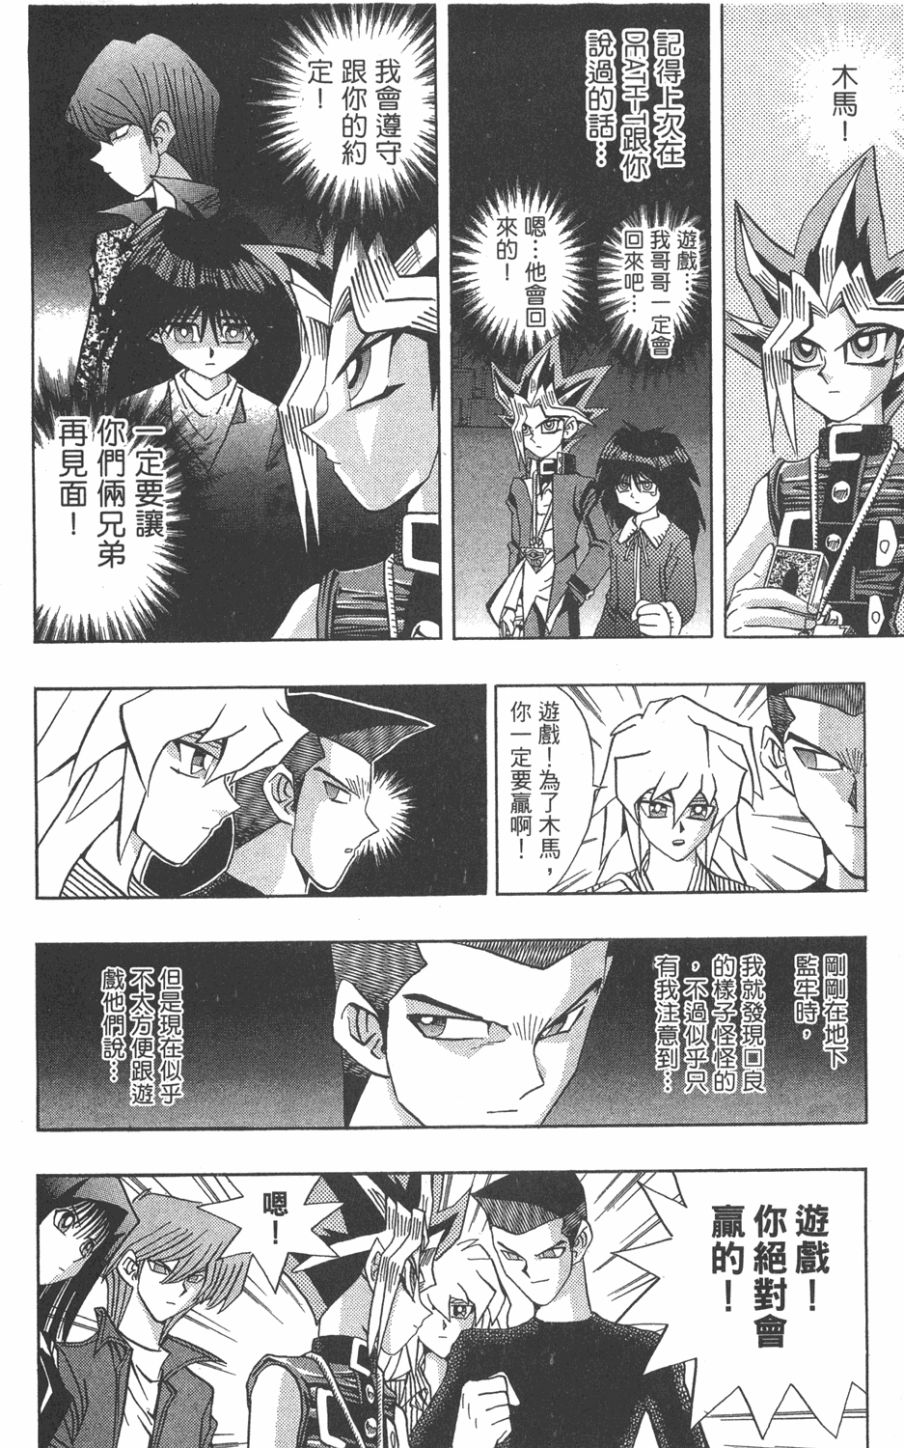 木馬！
記得上次在
DEATH-T跟你
說過的話…
遊戲…
我哥哥一定會
回來吧…
嗯…他會回
來的！
我會遵守
跟你的約
定！
一定要讓
你們倆兄弟
再見面！
遊戲！為了木馬，
你一定要贏啊！
剛剛在地下
監牢時，
我就發現口良
的樣子怪怪的
，不過似乎只
有我注意到…
但是現在似乎
不太方便跟遊
戲他們說…
遊戲！
你絕對會
贏的！
嗯！